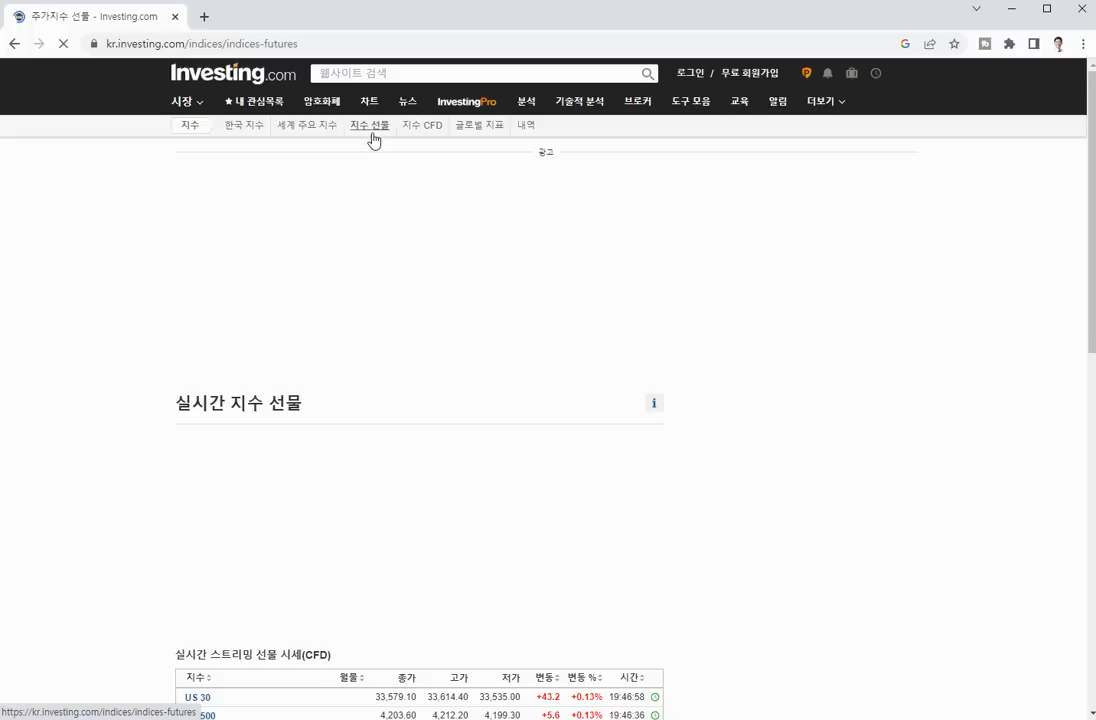 주가지수 선물 - Investing.com
kr.investing.com/indices/indices-futures
Investing.com 웹사이트 검색 로그인 / 무료 회원가입
시장 ★ 내 관심목록 암호화폐 차트 뉴스 InvestingPro 분석 기술적 분석 브로커 도구 모음 교육 알림 더보기
지수 한국 지수 세계 주요 지수 지수 선물 지수 CFD 글로벌 지표 내역
광고
실시간 지수 선물
실시간 스트리밍 선물 시세(CFD)
지수 월물 종가 고가 저가 변동 변동 % 시간
US 30 33,579.10 33,614.40 33,535.00 +43.2 +0.13% 19:46:58
500 4,203.60 4,212.20 4,199.30 +5.6 +0.13% 19:46:36
https://kr.investing.com/indices/indices-futures